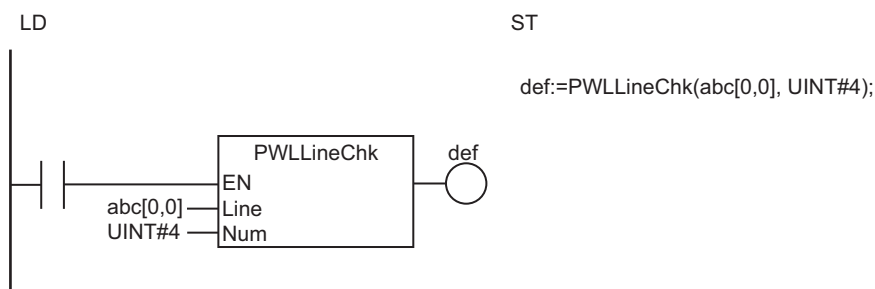 LD
ST
def:=PWLLineChk(abc[0,0], UINT#4);
PWLLineChk
def
EN
abc[0,0]
Line
UINT#4
Num